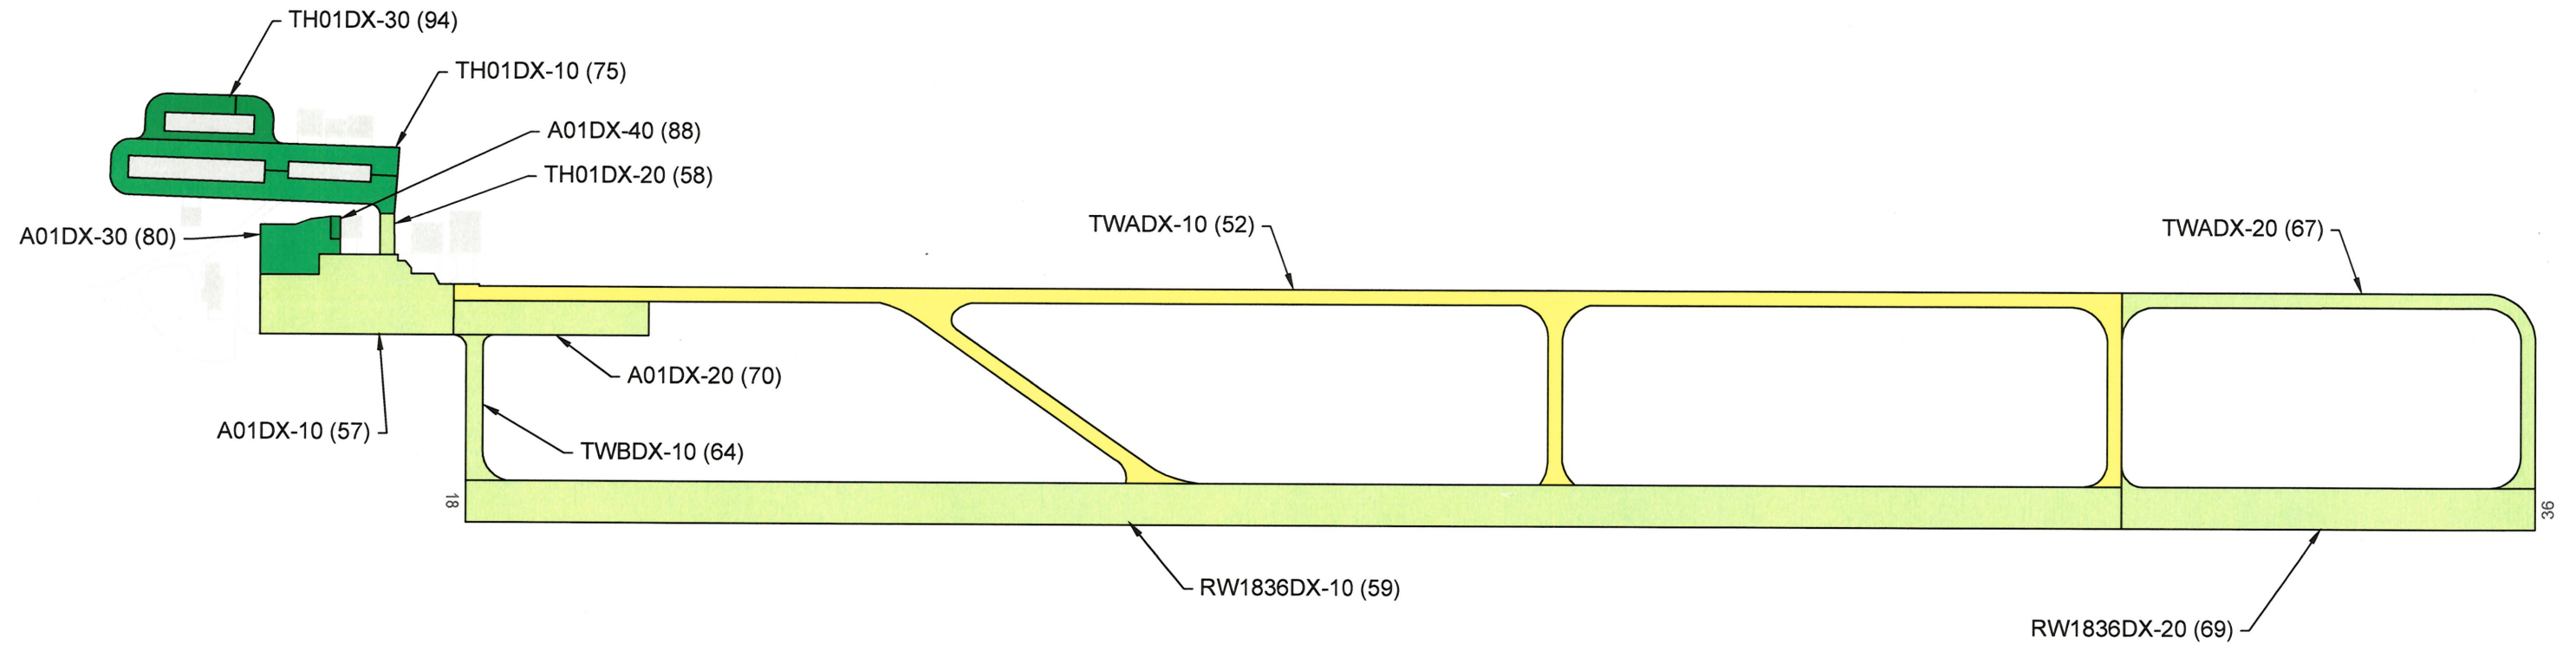 TH01DX-30 (94)
TH01DX-10 (75)
A01DX-40 (88)
TH01DX-20 (58)
A01DX-30 (80)
TWADX-10 (52)
TWADX-20 (67)
A01DX-20 (70)
A01DX-10 (57)
TWBDX-10 (64)
18
36
RW1836DX-10 (59)
RW1836DX-20 (69)